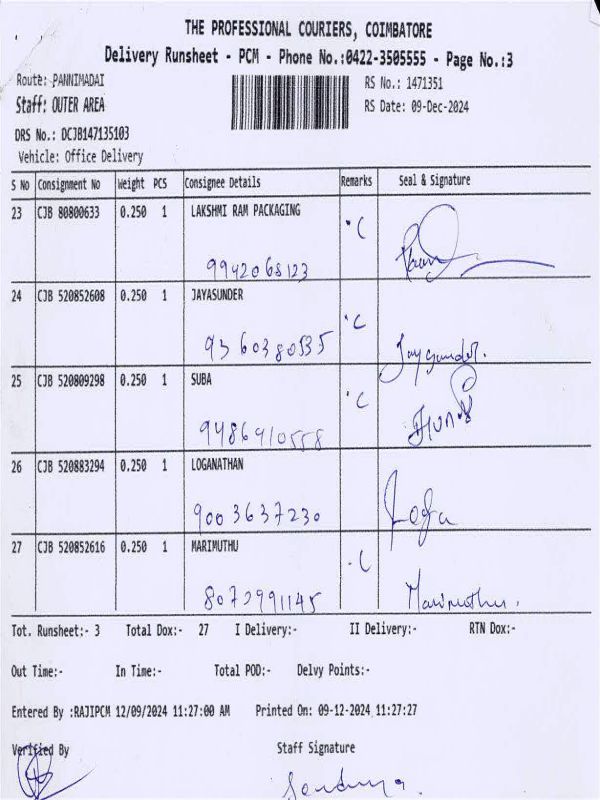 THE PROFESSIONAL COURIERS, COIMBATORE
Delivery Runsheet - PCM - Phone No.:0422-3505555 - Page No.:3
Route: PANNIMADAI RS No.: 1471351
Staff: OUTER AREA RS Date: 09-Dec-2024
DRS No.: DCJB147135103
Vehicle: Office Delivery
S No Consignment No Weight PCS Consignee Details Remarks Seal & Signature
23 CJB 80800633 0.250 1 LAKSHMI RAM PACKAGING
9942068123
24 CJB 520852608 0.250 1 JAYASUNDER
9360380535 Jaysunder.
25 CJB 520809298 0.250 1 SUBA
9486910558
26 CJB 520883294 0.250 1 LOGANATHAN
9003637230 Loga
27 CJB 520852616 0.250 1 MARIMUTHU
8072991145 Marimuthu.
Tot. Runsheet:- 3 Total Dox:- 27 I Delivery:- II Delivery:- RTN Dox:-
Out Time:- In Time:- Total POD:- Delvy Points:-
Entered By :RAJIPCM 12/09/2024 11:27:00 AM Printed On: 09-12-2024 11:27:27
Verified By Staff Signature